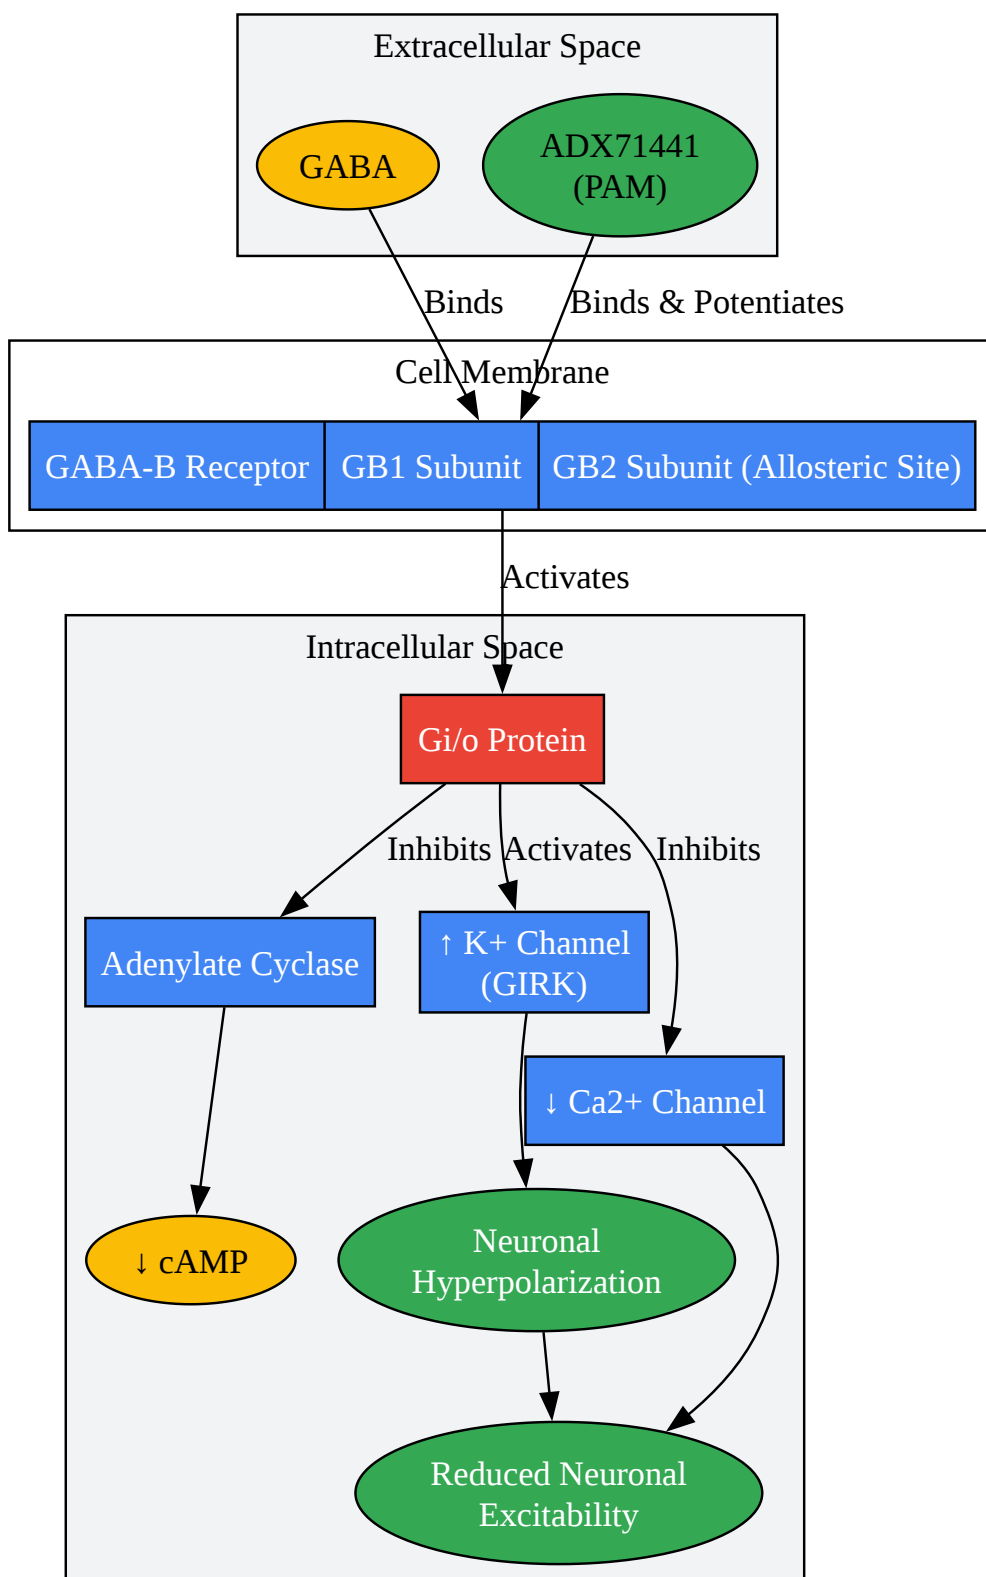 Extracellular Space
GABA
ADX71441
(PAM)
Binds
Binds & Potentiates
Cell Membrane
GABA-B Receptor
GB1 Subunit
GB2 Subunit (Allosteric Site)
Activates
Intracellular Space
Gi/o Protein
Inhibits
Activates
Inhibits
Adenylate Cyclase
↑ K+ Channel
(GIRK)
↓ Ca2+ Channel
↓ cAMP
Neuronal
Hyperpolarization
Reduced Neuronal
Excitability